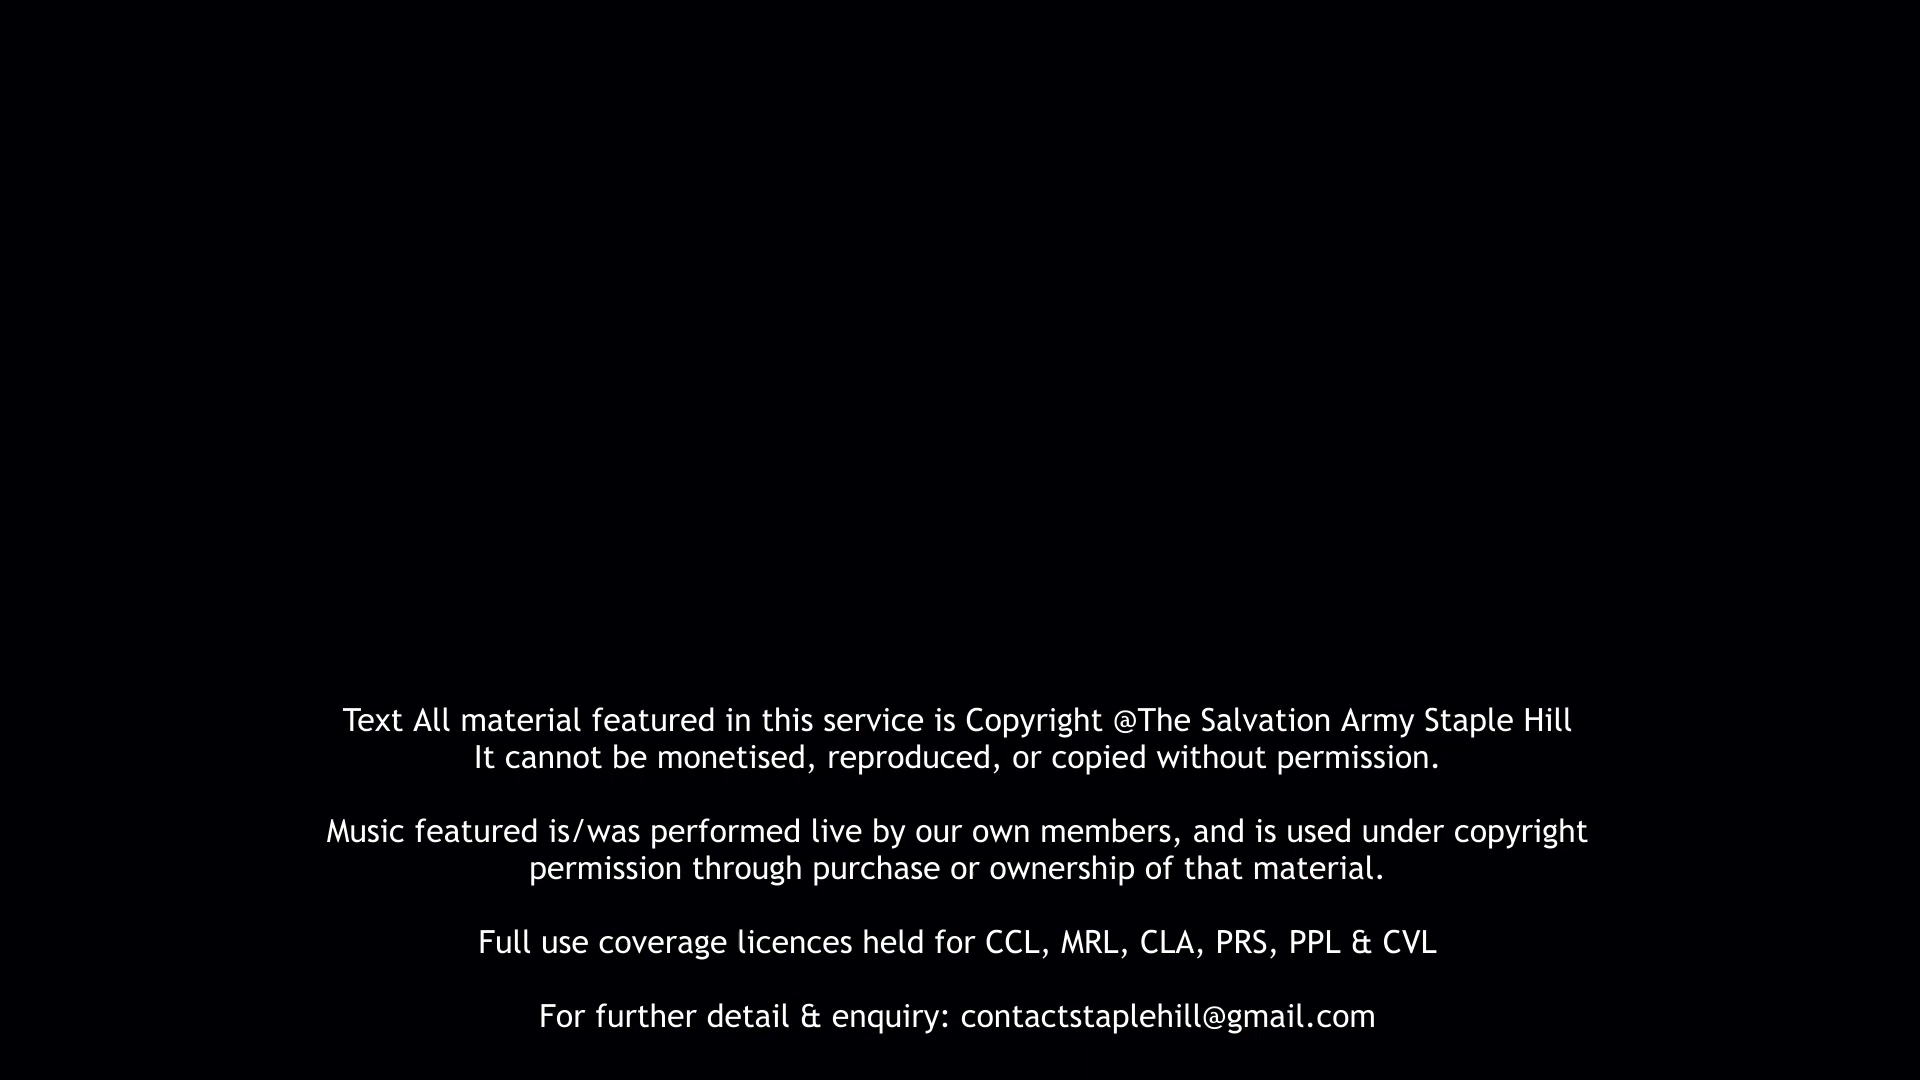 Text All material featured in this service is Copyright @The Salvation Army Staple Hill
It cannot be monetised, reproduced, or copied without permission.
Music featured is/was performed live by our own members, and is used under copyright
permission through purchase or ownership of that material.
Full use coverage licences held for CCL, MRL, CLA, PRS, PPL & CVL
For further detail & enquiry: contactstaplehill@gmail.com